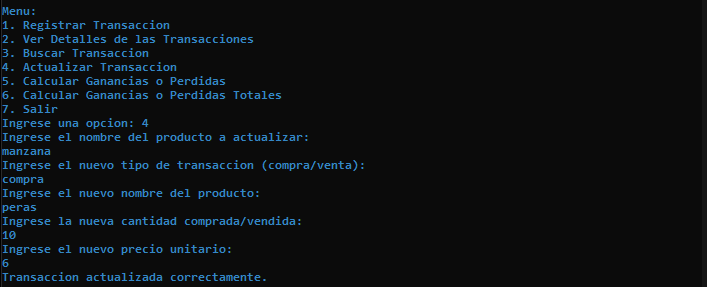 Menu:
1. Registrar Transaccion
2. Ver Detalles de las Transacciones
3. Buscar Transaccion
4. Actualizar Transaccion
5. Calcular Ganancias o Perdidas
6. Calcular Ganancias o Perdidas Totales
7. Salir
Ingrese una opcion: 4
Ingrese el nombre del producto a actualizar:
manzana
Ingrese el nuevo tipo de transaccion (compra/venta):
compra
Ingrese el nuevo nombre del producto:
peras
Ingrese la nueva cantidad comprada/vendida:
10
Ingrese el nuevo precio unitario:
6
Transaccion actualizada correctamente.